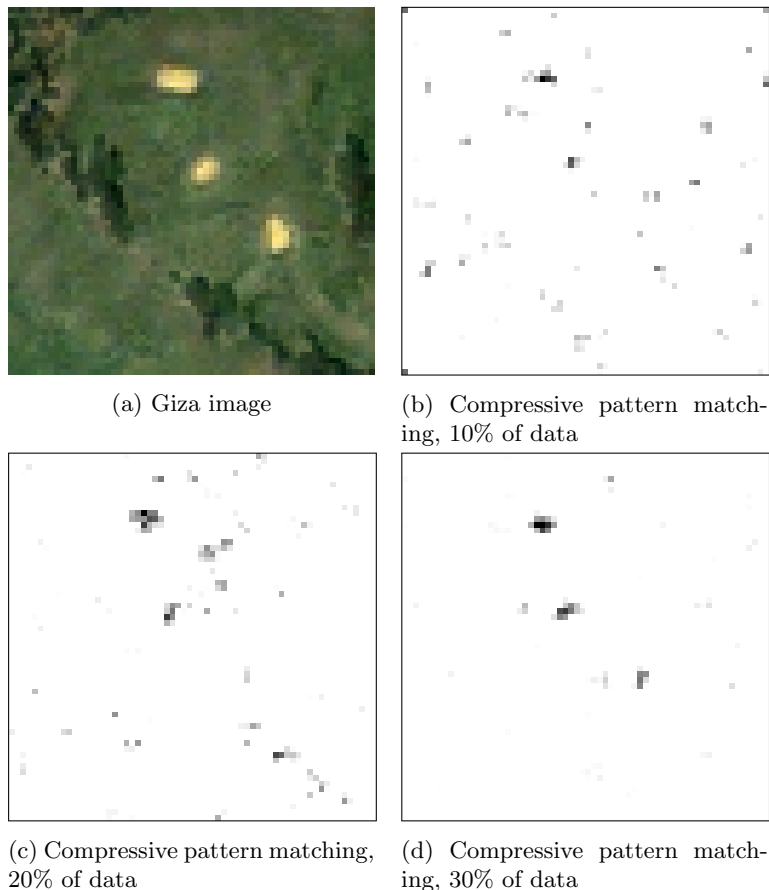 (a) Giza image
(b) Compressive pattern match-
ing, 10% of data
(c) Compressive pattern matching,
20% of data
(d) Compressive pattern match-
ing, 30% of data